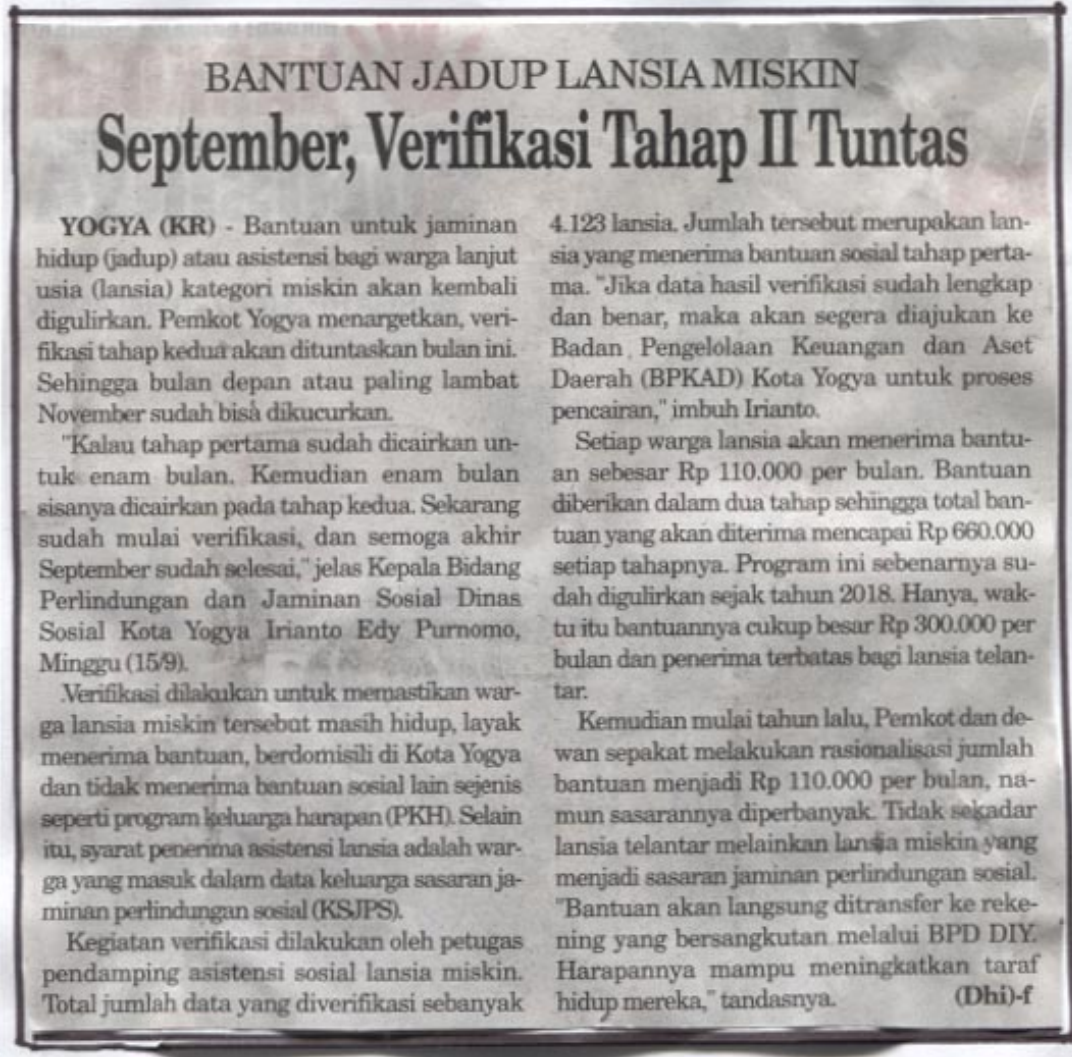 BANTUAN JADUP LANSIA MISKIN
September, Verifikasi Tahap II Tuntas
YOGYA (KR) - Bantuan untuk jaminan
hidup (jadup) atau asistensi bagi warga lanjut
usia (lansia) kategori miskin akan kembali
digulirkan. Pemkot Yogya menargetkan, veri-
fikasi tahap kedua akan dituntaskan bulan ini.
Sehingga bulan depan atau paling lambat
November sudah bisa dikucurkan.
"Kalau tahap pertama sudah dicairkan un-
tuk enam bulan. Kemudian enam bulan
sisanya dicairkan pada tahap kedua. Sekarang
sudah mulai verifikasi, dan semoga akhir
September sudah selesai," jelas Kepala Bidang
Perlindungan dan Jaminan Sosial Dinas
Sosial Kota Yogya Irianto Edy Purnomo,
Minggu (15/9).
Verifikasi dilakukan untuk memastikan war-
ga lansia miskin tersebut masih hidup, layak
menerima bantuan, berdomisili di Kota Yogya
dan tidak menerima bantuan sosial lain sejenis
seperti program keluarga harapan (PKH). Selain
itu, syarat penerima asistensi lansia adalah war-
ga yang masuk dalam data keluarga sasaran ja-
minan perlindungan sosial (KSJPS).
Kegiatan verifikasi dilakukan oleh petugas
pendamping asistensi sosial lansia miskin.
Total jumlah data yang diverifikasi sebanyak
4.123 lansia. Jumlah tersebut merupakan lan-
sia yang menerima bantuan sosial tahap perta-
ma. "Jika data hasil verifikasi sudah lengkap
dan benar, maka akan segera diajukan ke
Badan Pengelolaan Keuangan dan Aset
Daerah (BPKAD) Kota Yogya untuk proses
pencairan," imbuh Irianto.
Setiap warga lansia akan menerima bantu-
an sebesar Rp 110.000 per bulan. Bantuan
diberikan dalam dua tahap sehingga total ban-
tuan yang akan diterima mencapai Rp 660.000
setiap tahapnya. Program ini sebenarnya su-
dah digulirkan sejak tahun 2018. Hanya, wak-
tu itu bantuannya cukup besar Rp 300.000 per
bulan dan penerima terbatas bagi lansia telan-
tar.
Kemudian mulai tahun lalu, Pemkot dan de-
wan sepakat melakukan rasionalisasi jumlah
bantuan menjadi Rp 110.000 per bulan, na-
mun sasarannya diperbanyak. Tidak sekadar
lansia telantar melainkan lansia miskin yang
menjadi sasaran jaminan perlindungan sosial.
"Bantuan akan langsung ditransfer ke reke-
ning yang bersangkutan melalui BPD DIY.
Harapannya mampu meningkatkan taraf
hidup mereka," tandasnya. (Dhi)-f